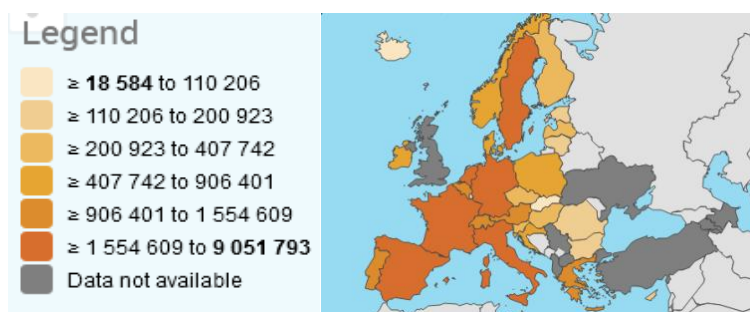 Legend
≥ 18 584 to 110 206
≥ 110 206 to 200 923
≥ 200 923 to 407 742
≥ 407 742 to 906 401
≥ 906 401 to 1 554 609
≥ 1 554 609 to 9 051 793
Data not available